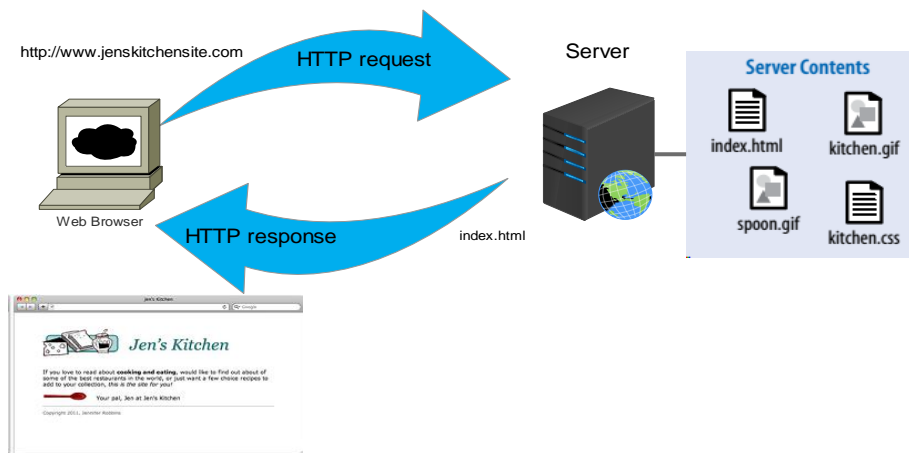 http://www.jenskitchensite.com
HTTP request
Server
Server Contents
index.html
kitchen.gif
spoon.gif
kitchen.css
Web Browser
HTTP response
index.html
Jen's Kitchen
Google
Jen's Kitchen
If you love to read about cooking and eating, would like to find out about of
some of the best restaurants in the world, or just want a few choice recipes to
add to your collection, this is the site for you!
Your pal, Jen at Jen's Kitchen
Copyright 2011, Jennifer Robbins